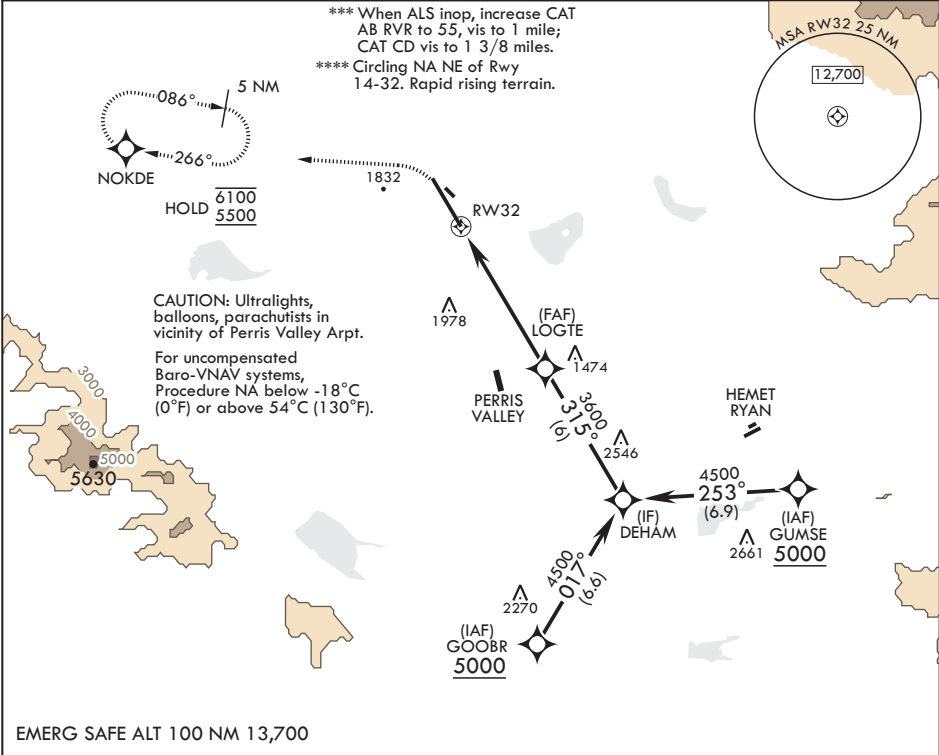 *** When ALS inop, increase CAT
AB RVR to 55, vis to 1 mile;
CAT CD vis to 1 3/8 miles.
**** Circling NA NE of Rwy
14-32. Rapid rising terrain.
MSA RW32 25 NM
12,700
5 NM
086°
266°
NOKDE
HOLD
6100
5500
1832
RW32
CAUTION: Ultralights,
balloons, parachutists in
vicinity of Perris Valley Arpt.
For uncompensated
Baro-VNAV systems,
Procedure NA below -18°C
(0°F) or above 54°C (130°F).
1978
(FAF)
LOGTE
1474
PERRIS
VALLEY
3600
315°
(6)
2546
HEMET
RYAN
4500
253°
(6.9)
(IF)
DEHAM
(IAF)
GUMSE
5000
2661
3000
4000
5000
5630
4500
017°
(6.6)
2270
(IAF)
GOOBR
5000
EMERG SAFE ALT 100 NM 13,700